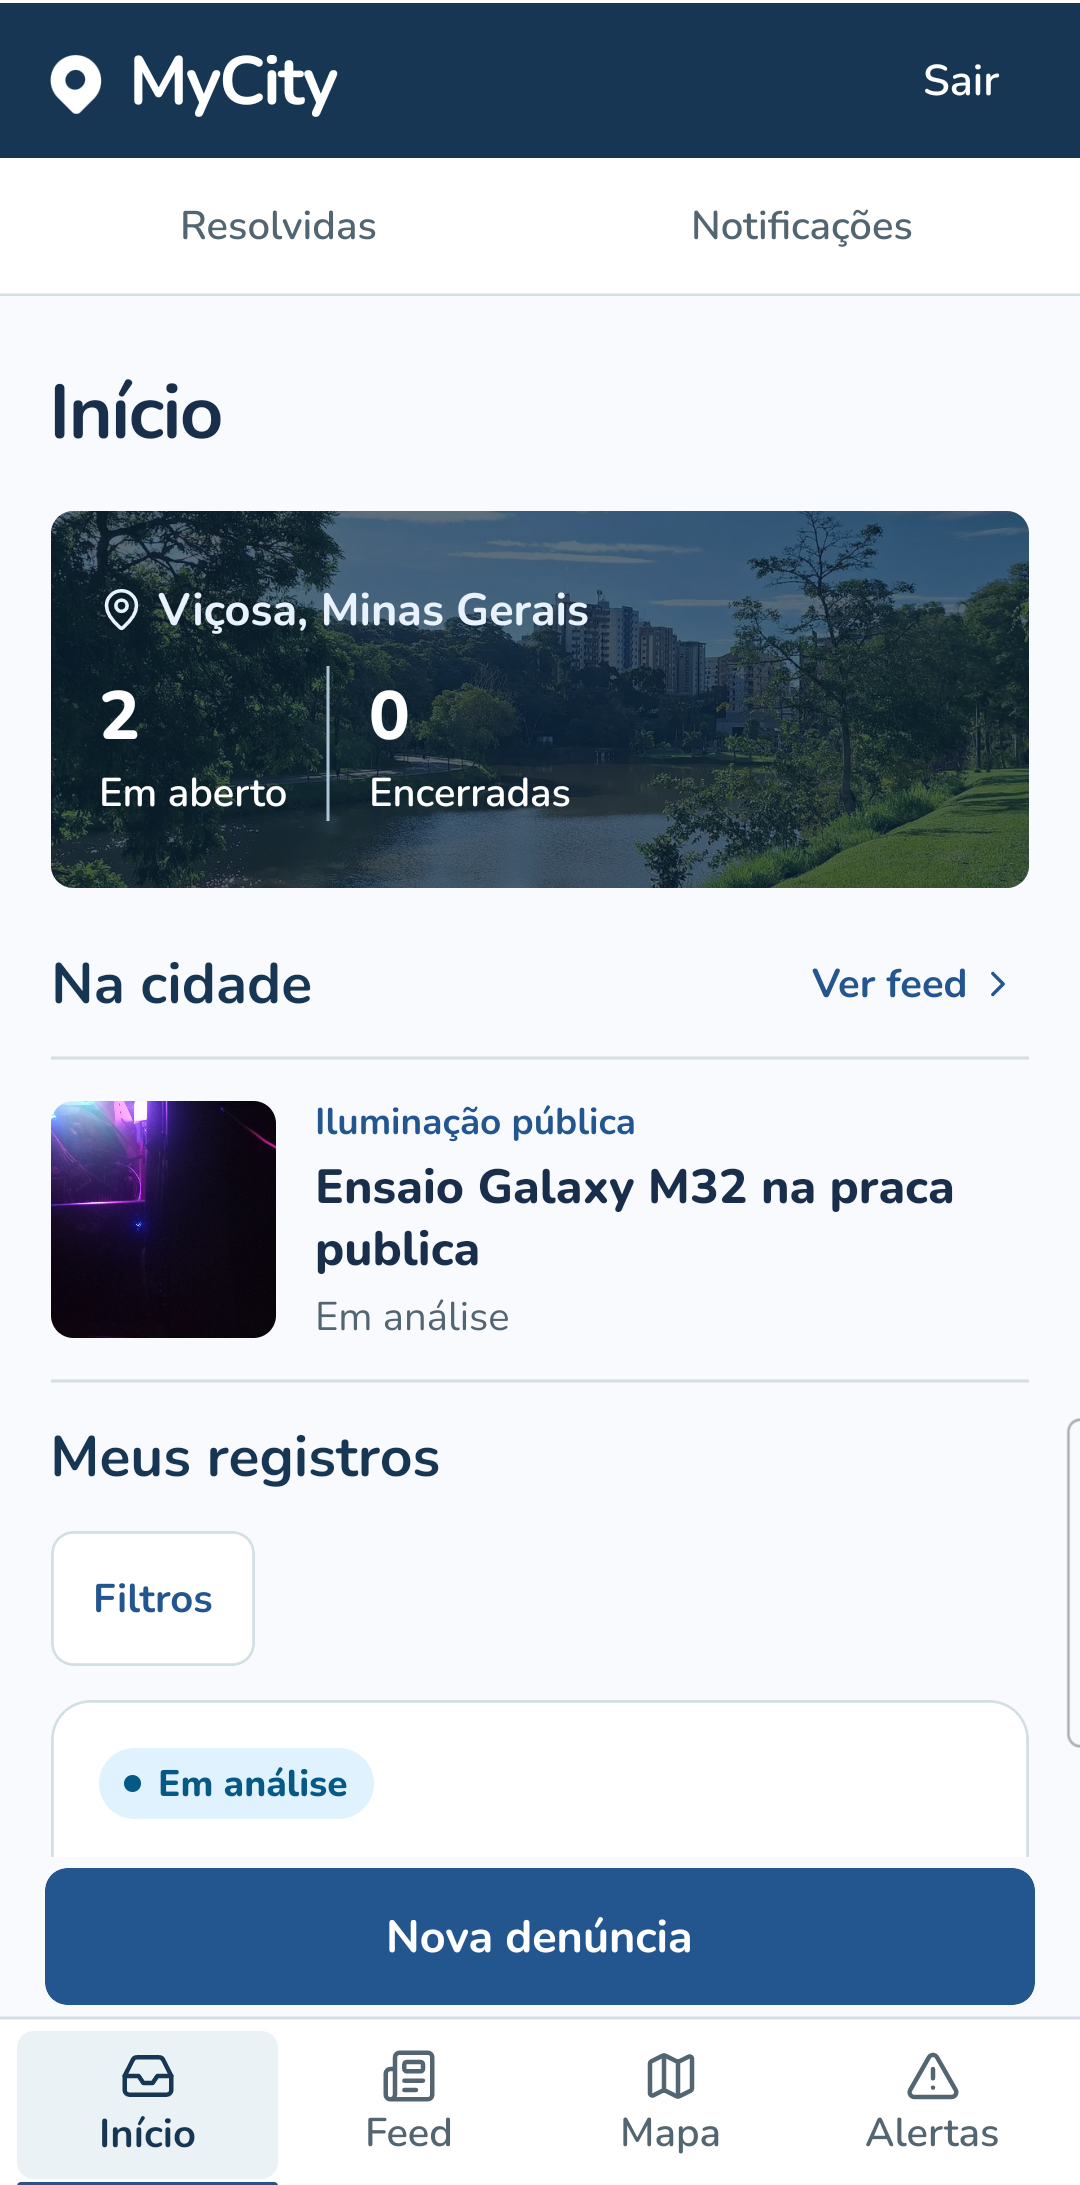 MyCity
Sair
Resolvidas
Notificações
Início
Viçosa, Minas Gerais
2
0
Em aberto
Encerradas
Na cidade
Ver feed
Iluminação pública
Ensaio Galaxy M32 na praca
publica
Em análise
Meus registros
Filtros
Em análise
Nova denúncia
Início
Feed
Mapa
Alertas